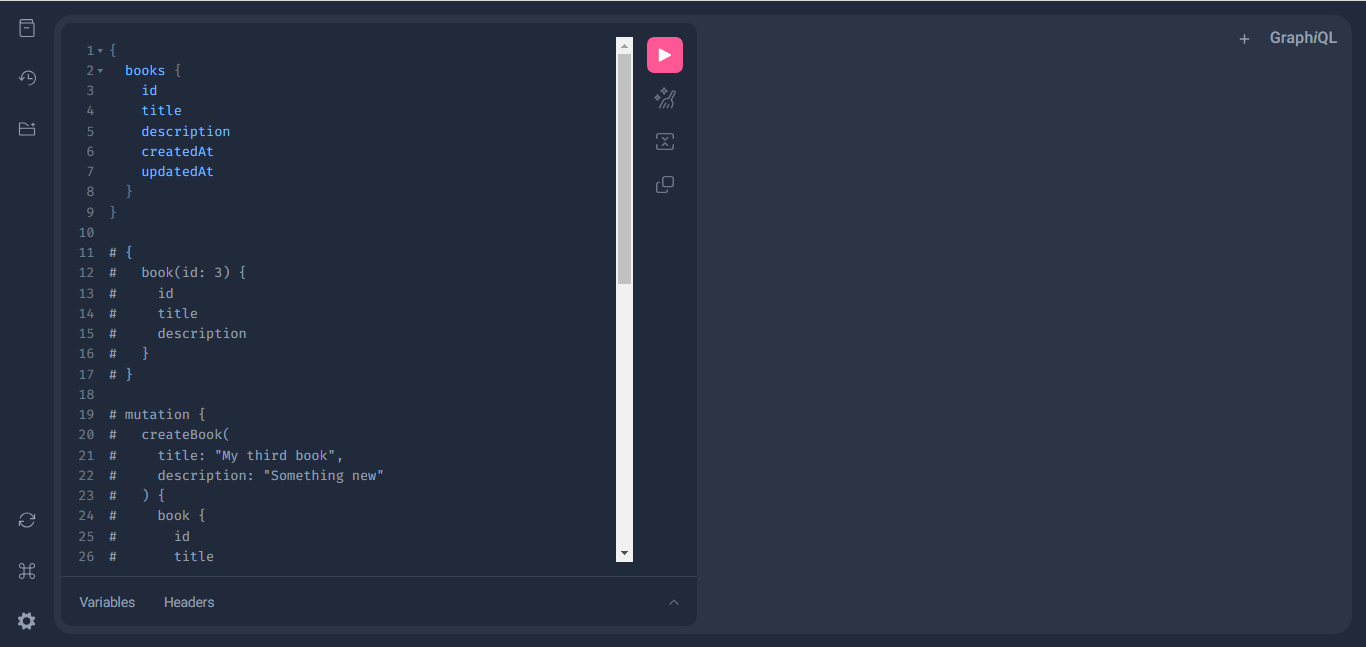 1 {
2   books {
3     id
4     title
5     description
6     createdAt
7     updatedAt
8   }
9 }
10
11 # {
12 #   book(id: 3) {
13 #     id
14 #     title
15 #     description
16 #   }
17 # }
18
19 # mutation {
20 #   createBook(
21 #     title: "My third book",
22 #     description: "Something new"
23 #   ) {
24 #     book {
25 #       id
26 #       title
Variables Headers
+ GraphiQL